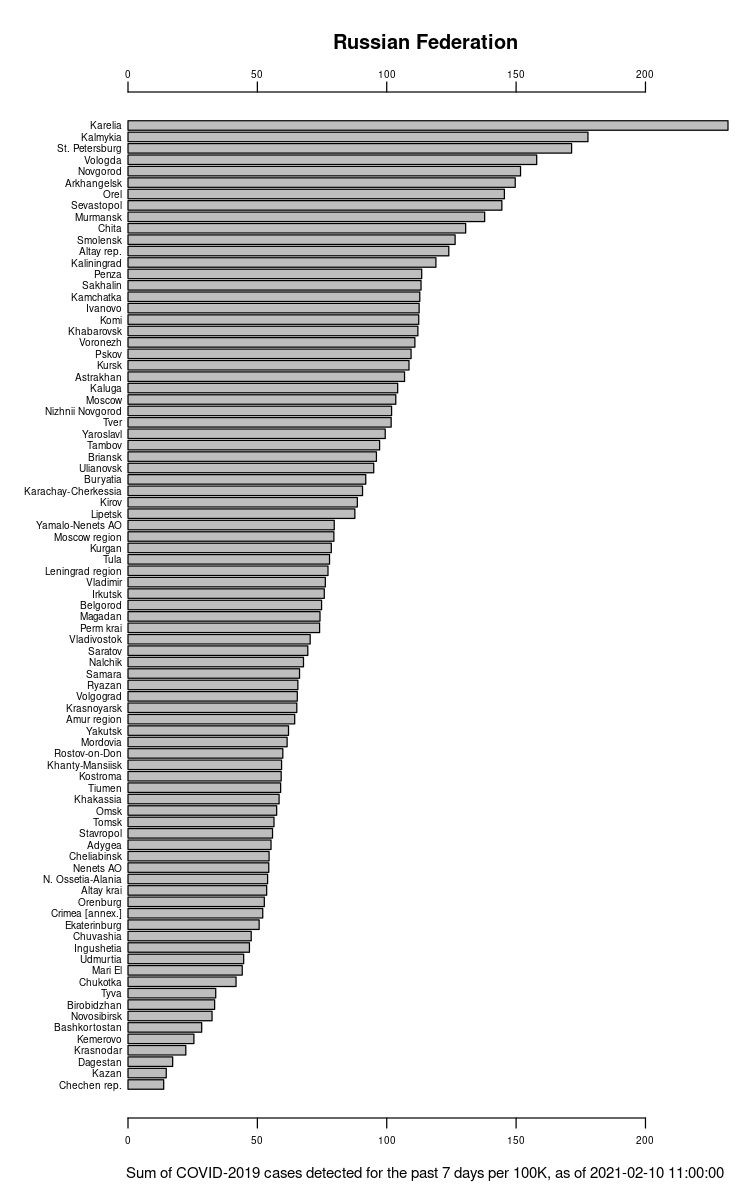 Russian Federation
0 50 100 150 200
Karelia
Kalmykia
St. Petersburg
Vologda
Novgorod
Arkhangelsk
Orel
Sevastopol
Murmansk
Chita
Smolensk
Altay rep.
Kaliningrad
Penza
Sakhalin
Kamchatka
Ivanovo
Komi
Khabarovsk
Voronezh
Pskov
Kursk
Astrakhan
Kaluga
Moscow
Nizhnii Novgorod
Tver
Yaroslavl
Tambov
Briansk
Ulianovsk
Buryatia
Karachay-Cherkessia
Kirov
Lipetsk
Yamalo-Nenets AO
Moscow region
Kurgan
Tula
Leningrad region
Vladimir
Irkutsk
Belgorod
Magadan
Perm krai
Vladivostok
Saratov
Nalchik
Samara
Ryazan
Volgograd
Krasnoyarsk
Amur region
Yakutsk
Mordovia
Rostov-on-Don
Khanty-Mansiisk
Kostroma
Tiumen
Khakassia
Omsk
Tomsk
Stavropol
Adygea
Cheliabinsk
Nenets AO
N. Ossetia-Alania
Altay krai
Orenburg
Crimea [annex.]
Ekaterinburg
Chuvashia
Ingushetia
Udmurtia
Mari El
Chukotka
Tyva
Birobidzhan
Novosibirsk
Bashkortostan
Kemerovo
Krasnodar
Dagestan
Kazan
Chechen rep.
0 50 100 150 200
Sum of COVID-2019 cases detected for the past 7 days per 100K, as of 2021-02-10 11:00:00